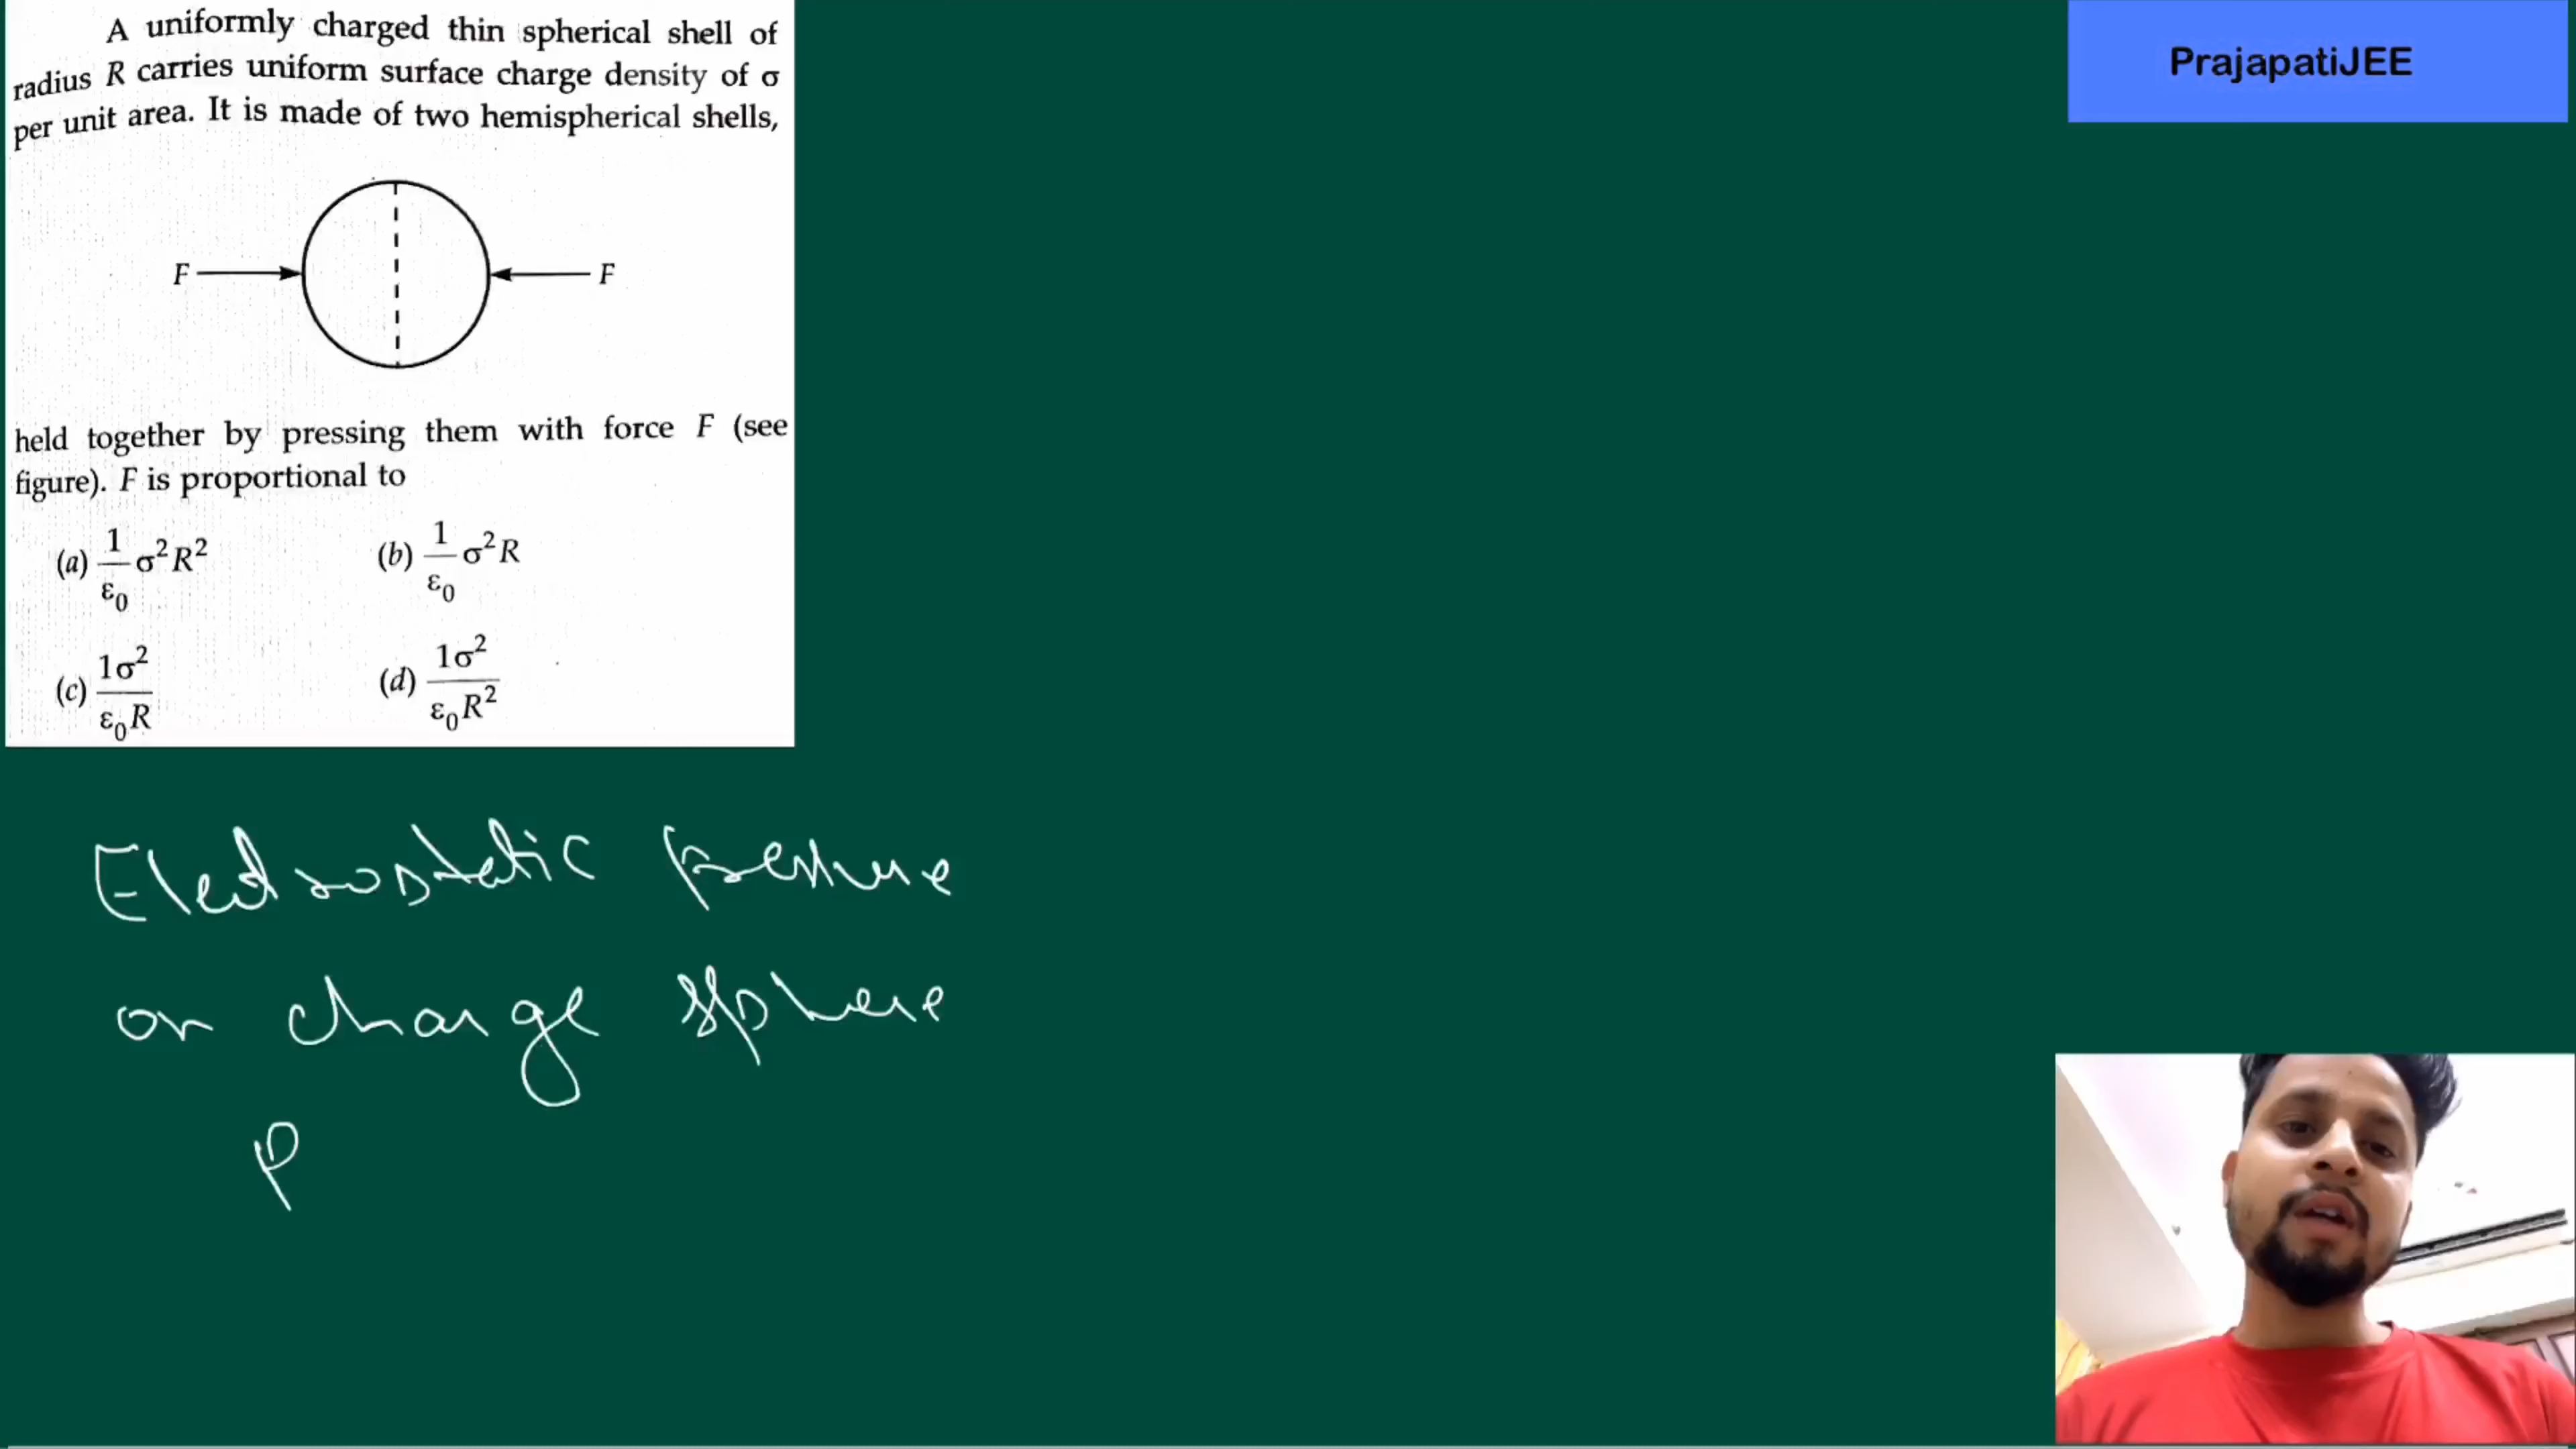 A uniformly charged thin spherical shell of
radius R carries uniform surface charge density of σ
per unit area. It is made of two hemispherical shells,
F F
held together by pressing them with force F (see
figure). F is proportional to
(a) 1/ε₀ σ²R² (b) 1/ε₀ σ²R
(c) 1σ²/ε₀R (d) 1σ²/ε₀R²
PrajapatiJEE
Electrostatic pressure
on charge sphere
P